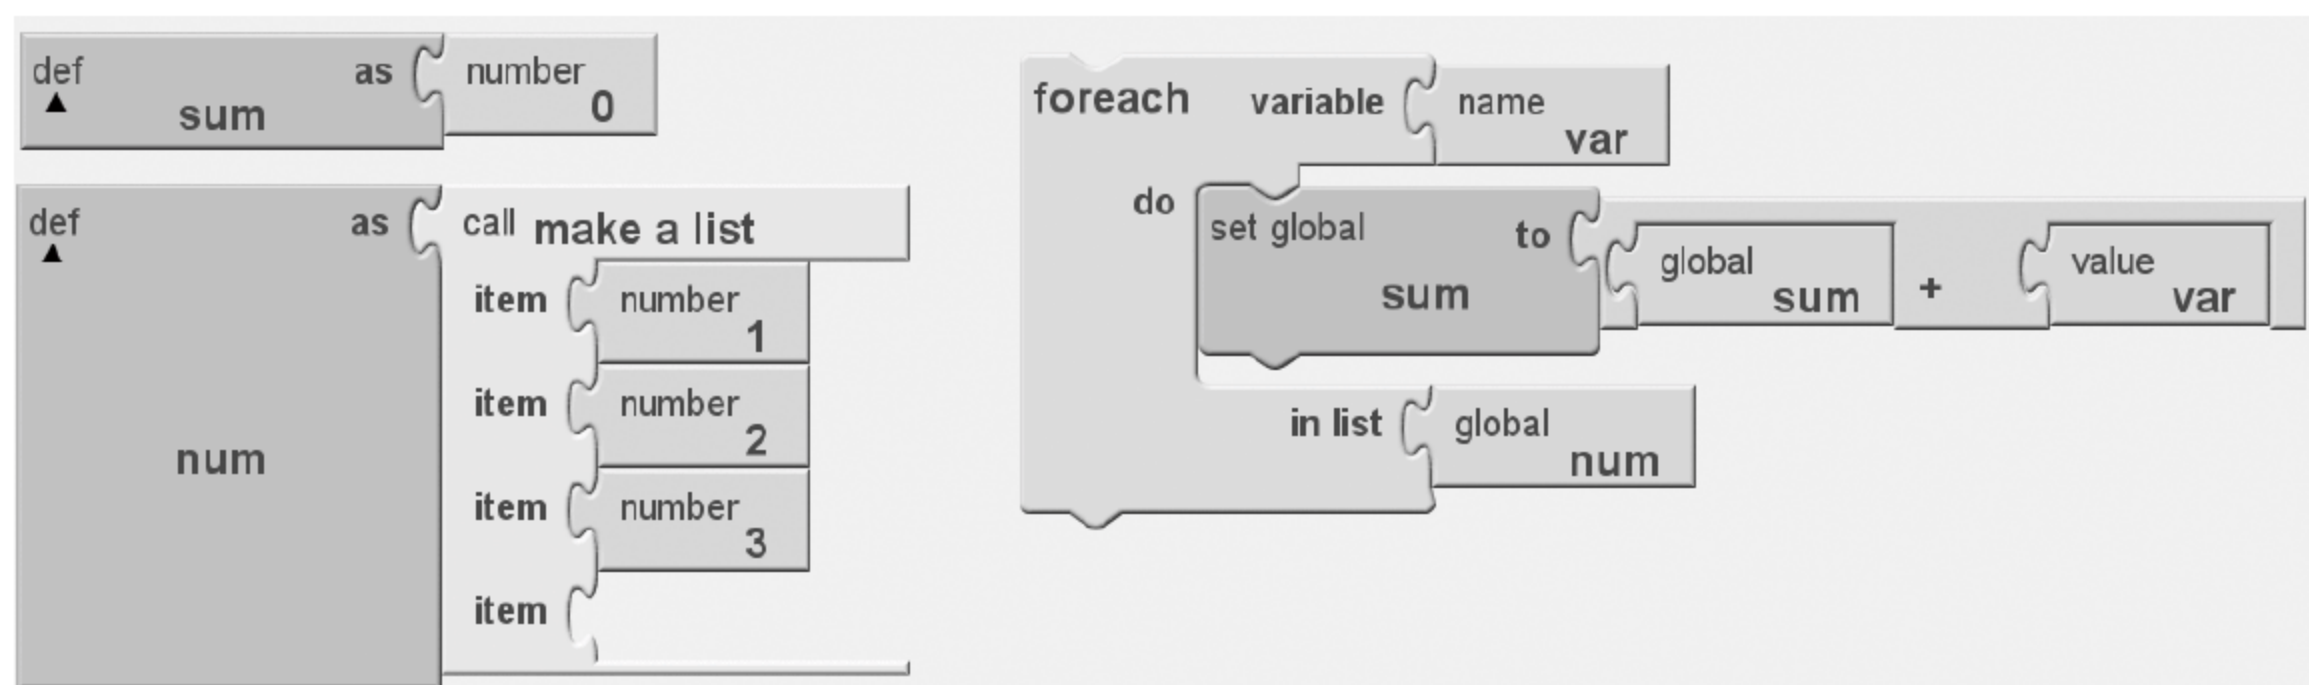 def as number
sum 0
def as call make a list
item number
1
item number
2
num
item number
3
item
foreach variable name
var
do set global to global + value
sum sum var
in list global
num